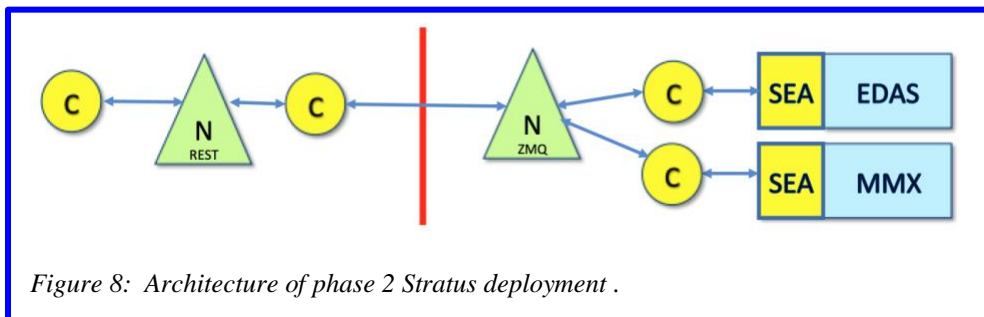 C
N
REST
C
N
ZMQ
C
SEA EDAS
C
SEA MMX
Figure 8: Architecture of phase 2 Stratus deployment .